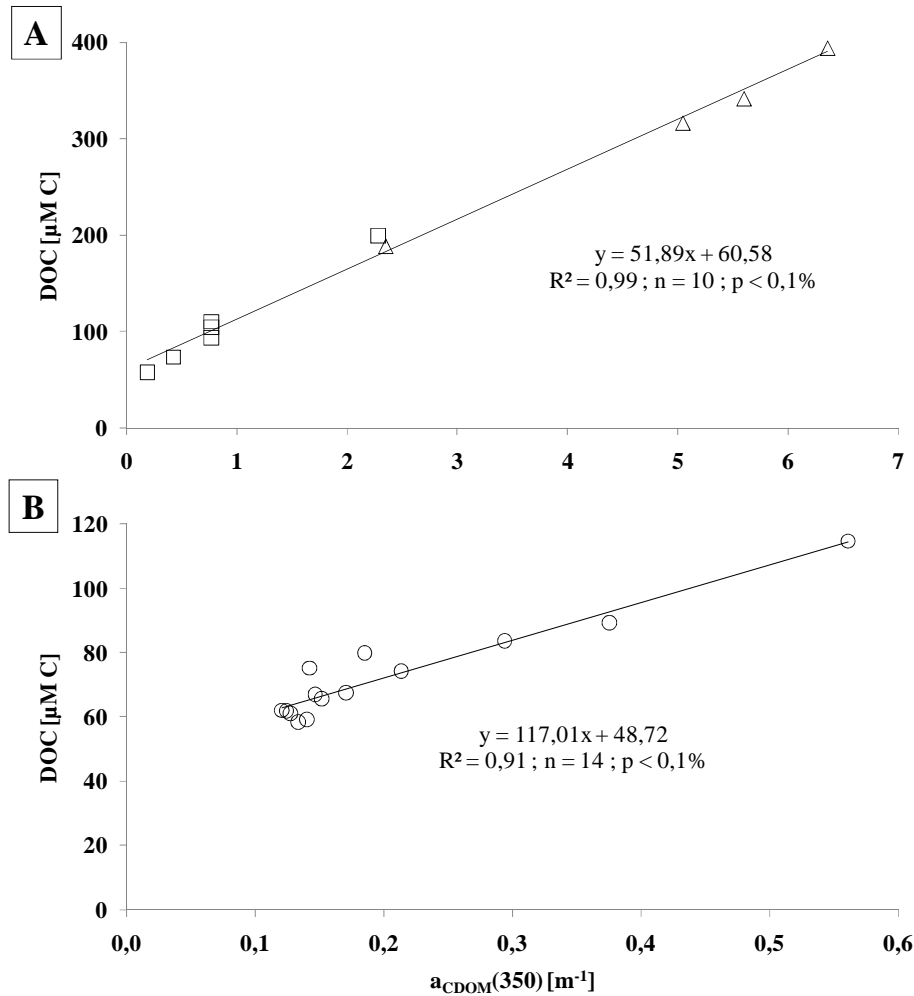 A
400
300
200
100
0
DOC [µM C]
y = 51,89x + 60,58
R² = 0,99 ; n = 10 ; p < 0,1%
0 1 2 3 4 5 6 7
B
120
100
80
60
40
20
0
DOC [µM C]
y = 117,01x + 48,72
R² = 0,91 ; n = 14 ; p < 0,1%
0,0 0,1 0,2 0,3 0,4 0,5 0,6
aCDOM(350) [m⁻¹]